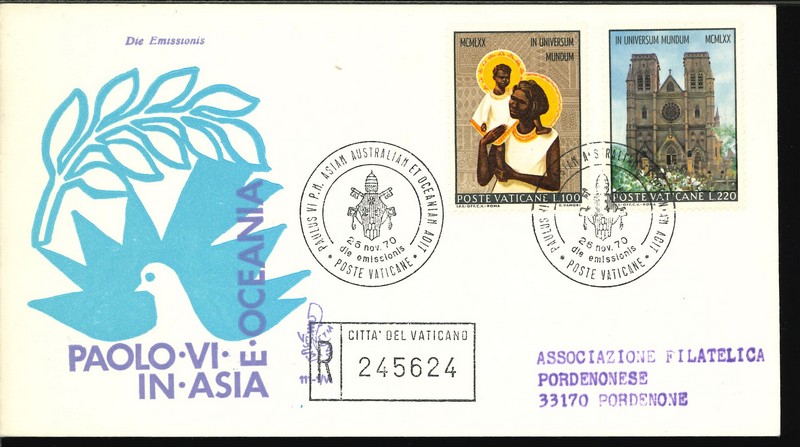 Die Emissionis
MCMLXX IN UNIVERSUM
MUNDUM
POSTE VATICANE L.100
IN UNIVERSUM MUNDUM MCMLXX
POSTE VATICANE L.220
PAULUS VI P.M. ASIAM AUSTRALIAM ET OCEANIAM ADIT
26 nov. 70
die emissionis
• POSTE VATICANE •
PAULUS
ADIT
26 nov. 70
die emissionis
• POSTE VATICANE •
PAOLO·VI·
IN·ASIA
E·OCEANIA
R
CITTA' DEL VATICANO
245624
ASSOCIAZIONE FILATELICA
PORDENONESE
33170 PORDENONE